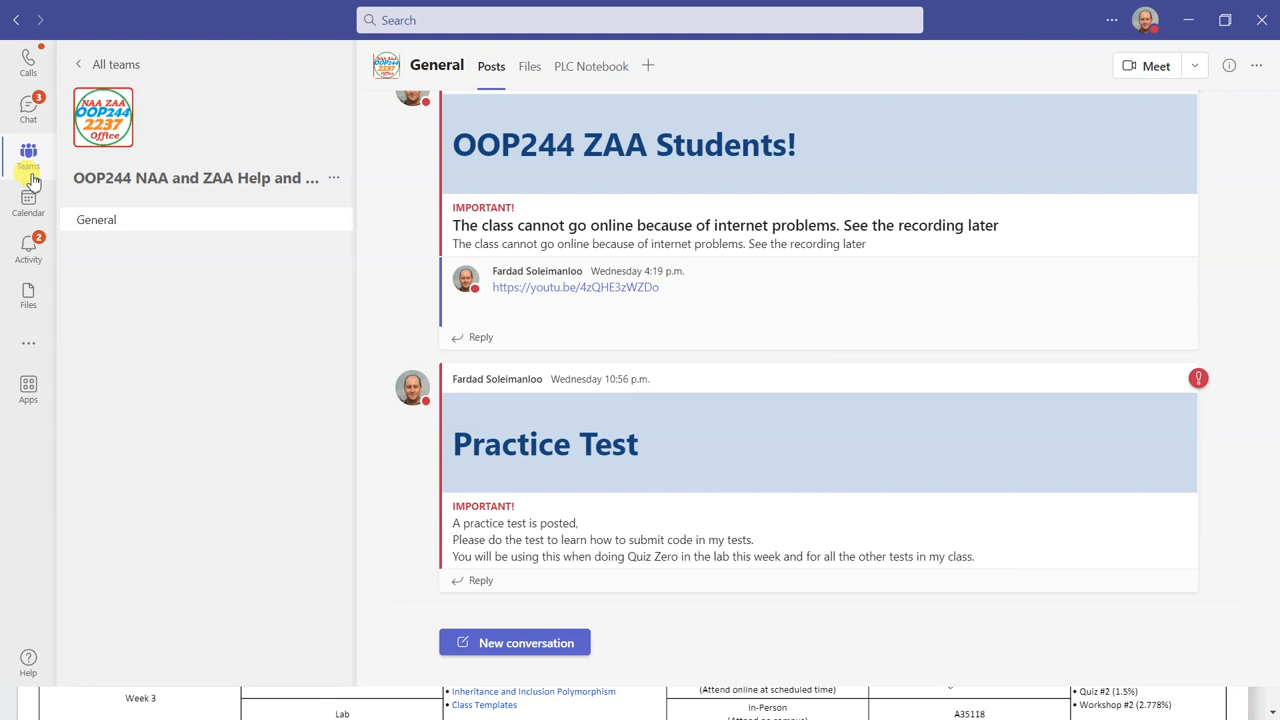 Search
Calls
3
Chat
Teams
Calendar
2
Activity
Files
Apps
Help
All teams
NAA ZAA
OOP244
2237
Office
OOP244 NAA and ZAA Help and ...
General
NAA ZAA
OOP244
2237
Office
General
Posts
Files
PLC Notebook
Meet
OOP244 ZAA Students!
IMPORTANT!
The class cannot go online because of internet problems. See the recording later
The class cannot go online because of internet problems. See the recording later
Fardad Soleimanloo Wednesday 4:19 p.m.
https://youtu.be/4zQHE3zWZDo
Reply
Fardad Soleimanloo Wednesday 10:56 p.m.
Practice Test
IMPORTANT!
A practice test is posted,
Please do the test to learn how to submit code in my tests.
You will be using this when doing Quiz Zero in the lab this week and for all the other tests in my class.
Reply
New conversation
Week 3
Lab
• Inheritance and Inclusion Polymorphism
• Class Templates
(Attend online at scheduled time)
In-Person
A35118
• Quiz #2 (1.5%)
• Workshop #2 (2.778%)